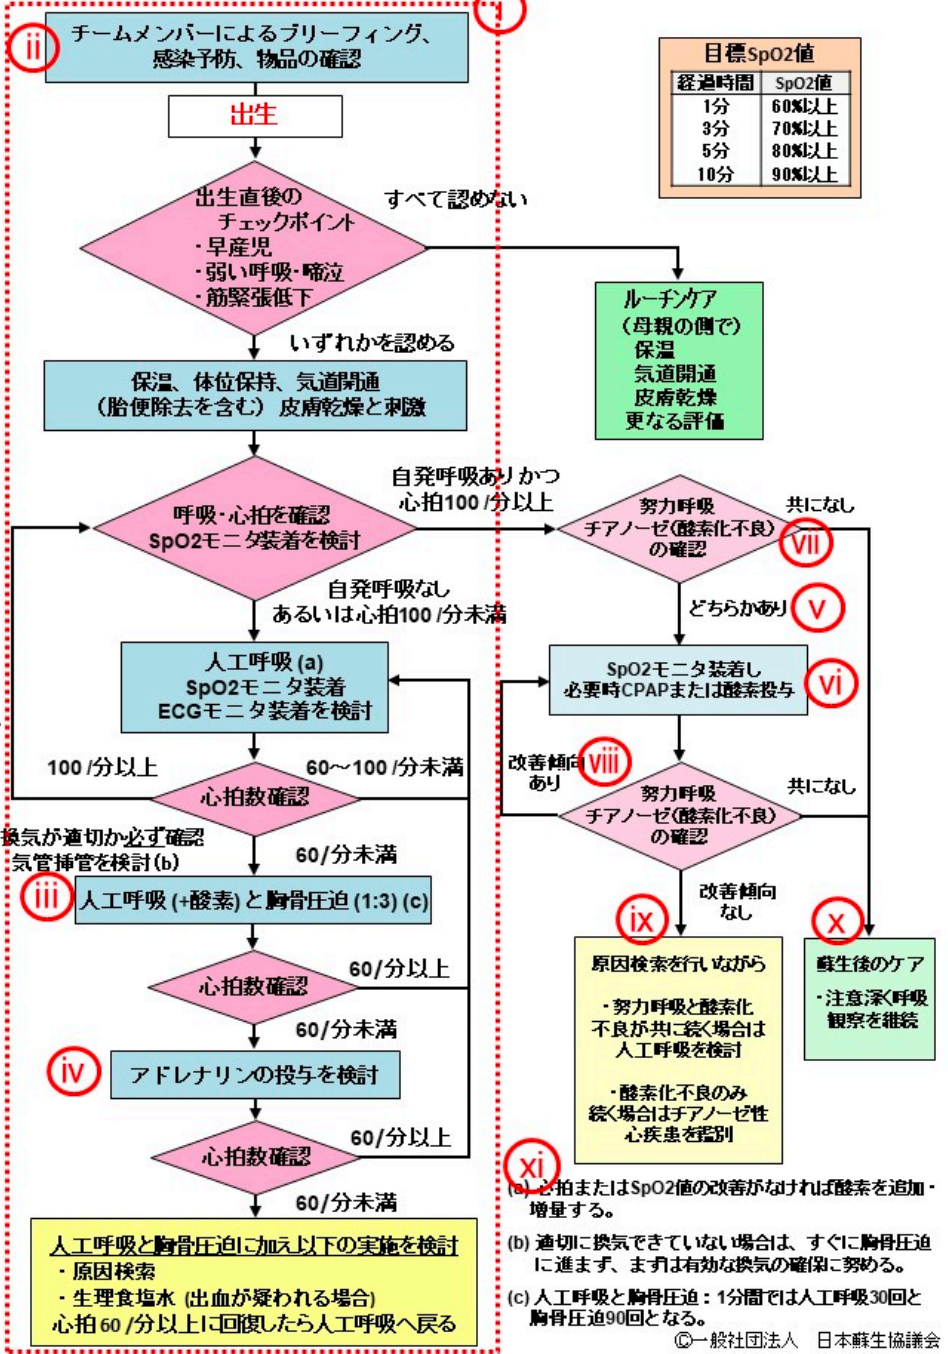 i
ii
チームメンバーによるブリーフィング、
感染予防、物品の確認
出生
目標SpO2値
経過時間 SpO2値
1分 60%以上
3分 70%以上
5分 80%以上
10分 90%以上
出生直後の
チェックポイント
・早産児
・弱い呼吸・啼泣
・筋緊張低下
すべて認めない
ルーチンケア
(母親の側で)
保温
気道開通
皮膚乾燥
更なる評価
いずれかを認める
保温、体位保持、気道開通
(胎便除去を含む) 皮膚乾燥と刺激
呼吸・心拍を確認
SpO2モニタ装着を検討
自発呼吸ありかつ
心拍100/分以上
努力呼吸
チアノーゼ(酸素化不良)
の確認
vii
共になし
自発呼吸なし
あるいは心拍100/分未満
どちらかあり
v
人工呼吸(a)
SpO2モニタ装着
ECGモニタ装着を検討
SpO2モニタ装着し
必要時CPAPまたは酸素投与
vi
100/分以上
60~100/分未満
心拍数確認
改善傾向
あり
viii
努力呼吸
チアノーゼ(酸素化不良)
の確認
共になし
換気が適切か必ず確認
気管挿管を検討(b)
60/分未満
iii
人工呼吸(+酸素)と胸骨圧迫(1:3)(c)
改善傾向
なし
ix
x
心拍数確認
60/分以上
60/分未満
原因検索を行いながら
・努力呼吸と酸素化
不良が共に続く場合は
人工呼吸を検討
・酸素化不良のみ
続く場合はチアノーゼ性
心疾患を鑑別
蘇生後のケア
・注意深く呼吸
観察を継続
iv
アドレナリンの投与を検討
心拍数確認
60/分以上
60/分未満
xi
人工呼吸と胸骨圧迫に加え以下の実施を検討
・原因検索
・生理食塩水(出血が疑われる場合)
心拍60/分以上に回復したら人工呼吸へ戻る
(a) 心拍またはSpO2値の改善がなければ酸素を追加・
増量する。
(b) 適切に換気できていない場合は、すぐに胸骨圧迫
に進まず、まずは有効な換気の確保に努める。
(c) 人工呼吸と胸骨圧迫:1分間では人工呼吸30回と
胸骨圧迫90回となる。
©一般社団法人 日本蘇生協議会